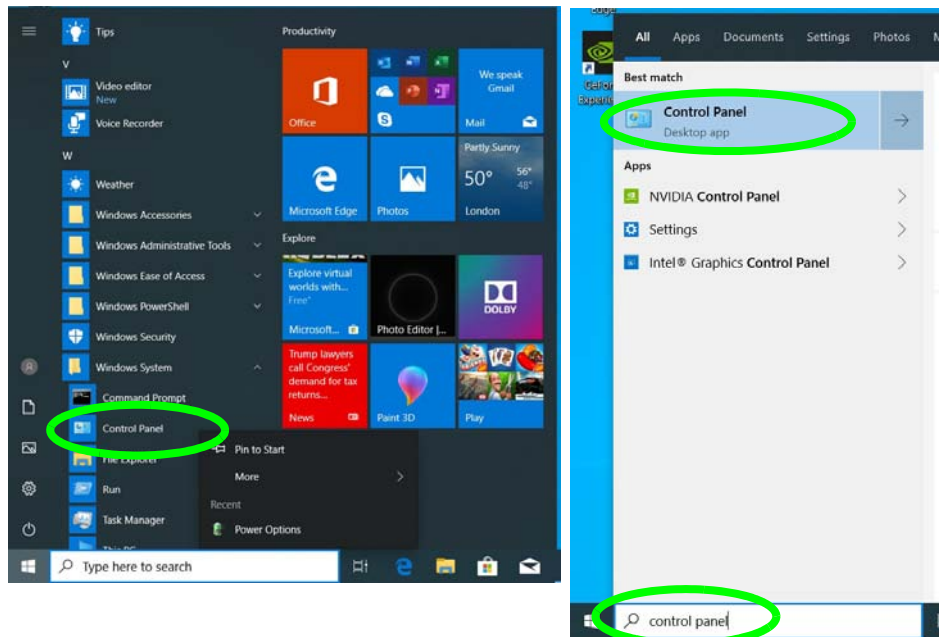 Tips
V
Video editor
New
Voice Recorder
W
Weather
Windows Accessories
Windows Administrative Tools
Windows Ease of Access
Windows PowerShell
Windows Security
Windows System
Command Prompt
Control Panel
File Explorer
Run
Task Manager
This PC
Pin to Start
More
Recent
Power Options
Type here to search
Productivity
Office
We speak
Gmail
Mail
Microsoft Edge
Photos
Partly Sunny
50° 56°
48°
London
Explore
Explore virtual
worlds with...
Free*
Microsoft...
Photo Editor |...
DOLBY
Trump lawyers
call Congress'
demand for tax
returns...
News
Paint 3D
Play
Edge
All Apps Documents Settings Photos
Best match
Control Panel
Desktop app
Apps
NVIDIA Control Panel
Settings
Intel® Graphics Control Panel
control panel